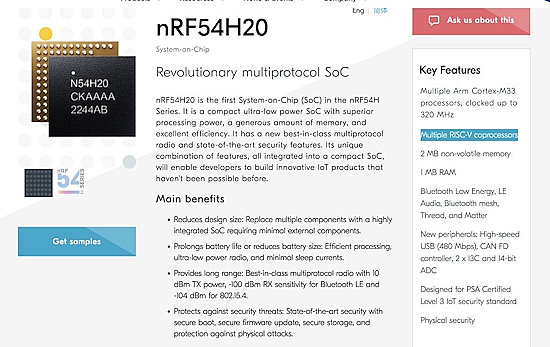 Products
Resources
News & Events
Company
Eng
简体
nRF54H20
System-on-Chip
Revolutionary multiprotocol SoC
N54H20
CKAAAA
2244AB
nRF54H20 is the first System-on-Chip (SoC) in the nRF54H
Series. It is a compact ultra-low power SoC with superior
processing power, a generous amount of memory, and
excellent efficiency. It has a new best-in-class multiprotocol
radio and state-of-the-art security features. Its unique
combination of features, all integrated into a compact SoC,
will enable developers to build innovative IoT products that
haven't been possible before.
nRF
54
H SERIES
Get samples
Main benefits
• Reduces design size: Replace multiple components with a highly
integrated SoC requiring minimal external components.
• Prolongs battery life or reduces battery size: Efficient processing,
ultra-low power radio, and minimal sleep currents.
• Provides long range: Best-in-class multiprotocol radio with 10
dBm TX power, -100 dBm RX sensitivity for Bluetooth LE and
-104 dBm for 802.15.4.
• Protects against security threats: State-of-the-art security with
secure boot, secure firmware update, secure storage, and
protection against physical attacks.
Ask us about this
Key Features
Multiple Arm Cortex-M33
processors, clocked up to
320 MHz
Multiple RISC-V coprocessors
2 MB non-volatile memory
1 MB RAM
Bluetooth Low Energy, LE
Audio, Bluetooth mesh,
Thread, and Matter
New peripherals: High-speed
USB (480 Mbps), CAN FD
controller, 2 x I3C and 14-bit
ADC
Designed for PSA Certified
Level 3 IoT security standard
Physical security